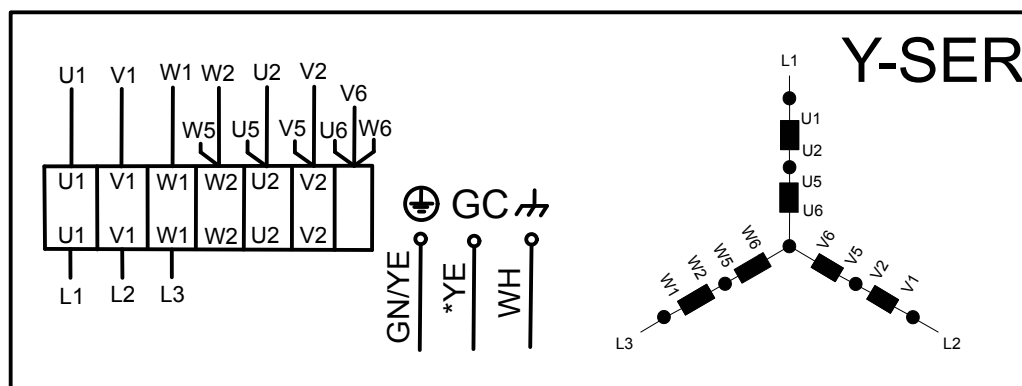 Y-SER
U1 V1 W1 W2 U2 V2
V6
W5 U5 V5 U6 W6
U1 V1 W1 W2 U2 V2
U1 V1 W1 W2 U2 V2
L1 L2 L3
GC
GN/YE *YE WH
L1
U1
U2
U5
U6
W6 V6
W5 V5
W2 V2
W1 V1
L3 L2